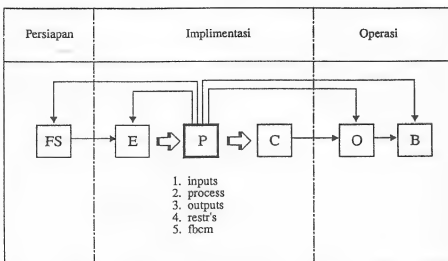 Persiapan Implimentasi Operasi
FS E P C O B
1. inputs
2. process
3. outputs
4. restr's
5. fbcm